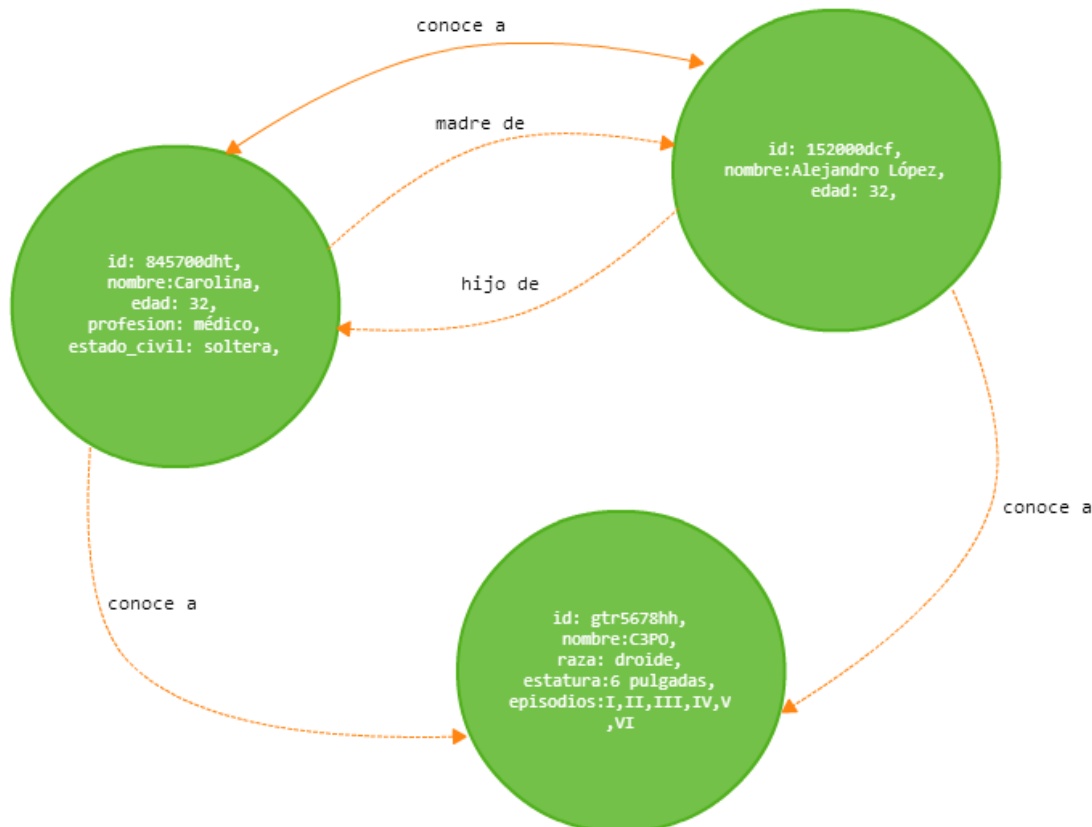 conoce a
madre de
id: 152000dcf,
nombre:Alejandro López,
edad: 32,
id: 845700dht,
nombre:Carolina,
edad: 32,
profesion: médico,
estado_civil: soltera,
hijo de
conoce a
conoce a
id: gtr5678hh,
nombre:C3PO,
raza: droide,
estatura:6 pulgadas,
episodios:I,II,III,IV,V
,VI